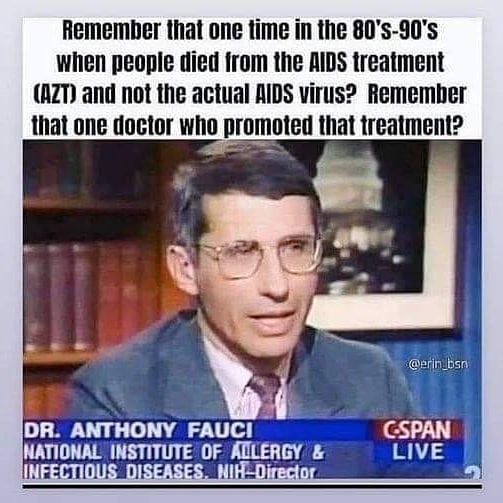 Remember that one time in the 80's-90's
when people died from the AIDS treatment
(AZT) and not the actual AIDS virus? Remember
that one doctor who promoted that treatment?
@erin_bsn
DR. ANTHONY FAUCI
NATIONAL INSTITUTE OF ALLERGY &
INFECTIOUS DISEASES, NIH-Director
C-SPAN
LIVE
2